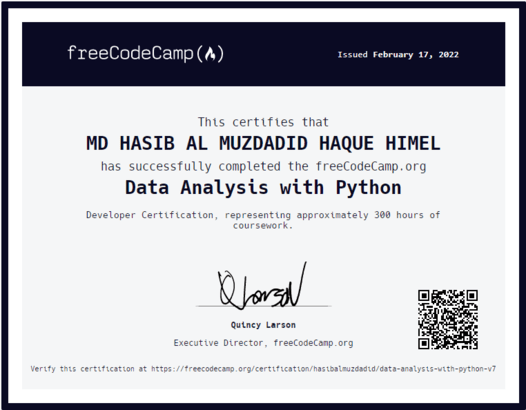 freeCodeCamp(🔥)
Issued February 17, 2022
This certifies that
MD HASIB AL MUZDADID HAQUE HIMEL
has successfully completed the freeCodeCamp.org
Data Analysis with Python
Developer Certification, representing approximately 300 hours of
coursework.
Q Larson
Quincy Larson
Executive Director, freeCodeCamp.org
Verify this certification at https://freecodecamp.org/certification/hasibalmuzdadid/data-analysis-with-python-v7